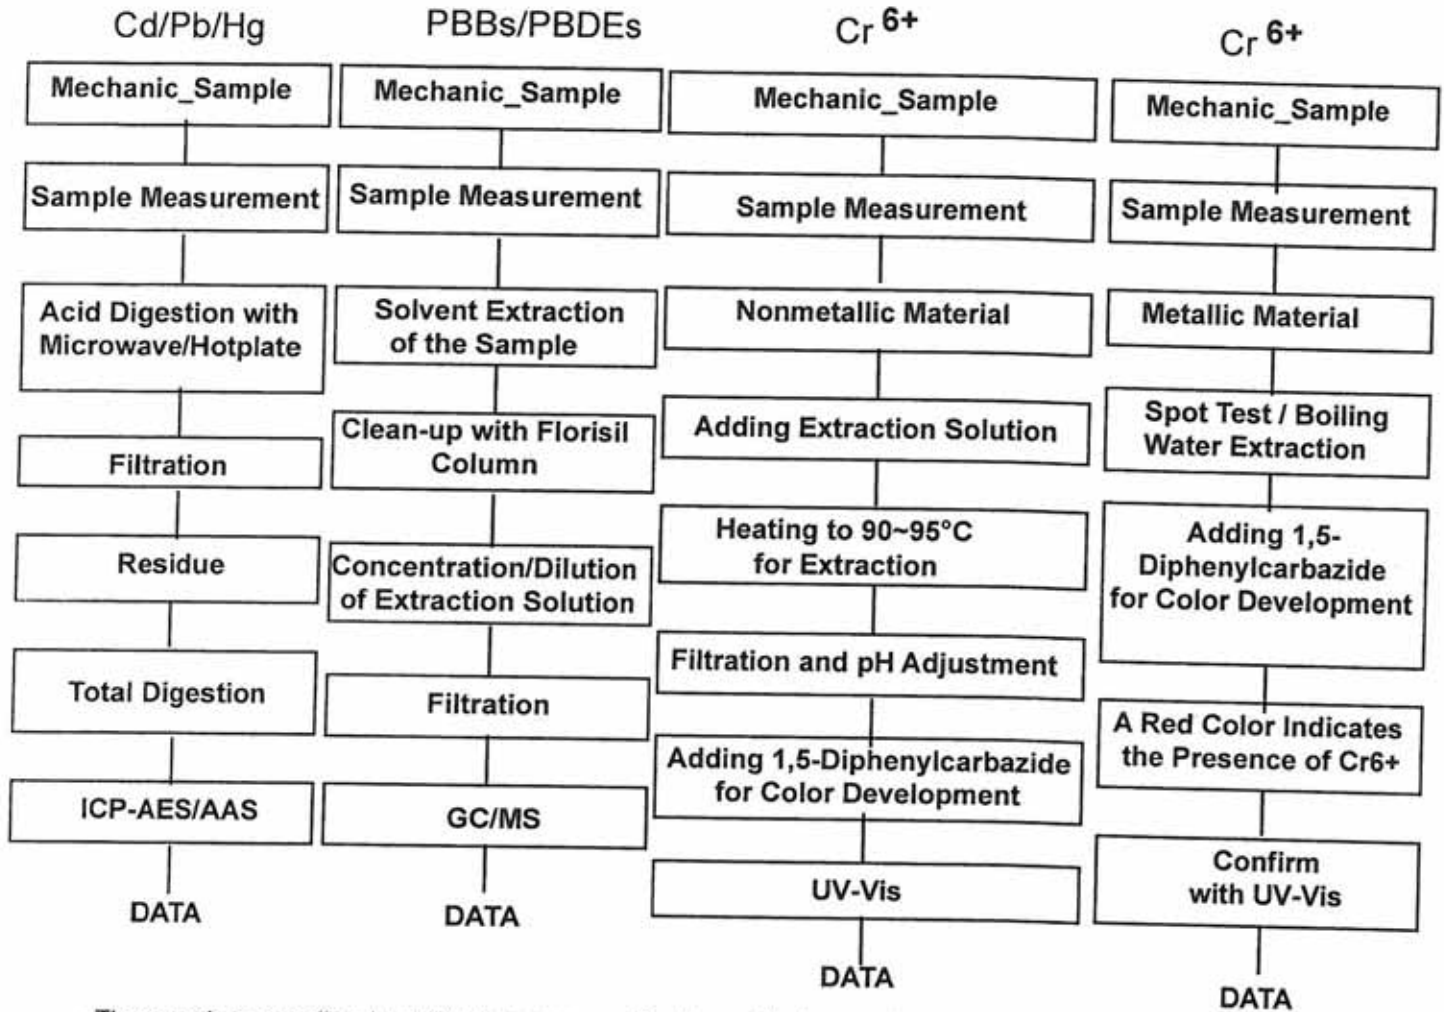 Cd/Pb/Hg
Mechanic_Sample
Sample Measurement
Acid Digestion with
Microwave/Hotplate
Filtration
Residue
Total Digestion
ICP-AES/AAS
DATA
PBBs/PBDEs
Mechanic_Sample
Sample Measurement
Solvent Extraction
of the Sample
Clean-up with Florisil
Column
Concentration/Dilution
of Extraction Solution
Filtration
GC/MS
DATA
Cr 6+
Mechanic_Sample
Sample Measurement
Nonmetallic Material
Adding Extraction Solution
Heating to 90~95°C
for Extraction
Filtration and pH Adjustment
Adding 1,5-Diphenylcarbazide
for Color Development
UV-Vis
DATA
Cr 6+
Mechanic_Sample
Sample Measurement
Metallic Material
Spot Test / Boiling
Water Extraction
Adding 1,5-
Diphenylcarbazide
for Color Development
A Red Color Indicates
the Presence of Cr6+
Confirm
with UV-Vis
DATA